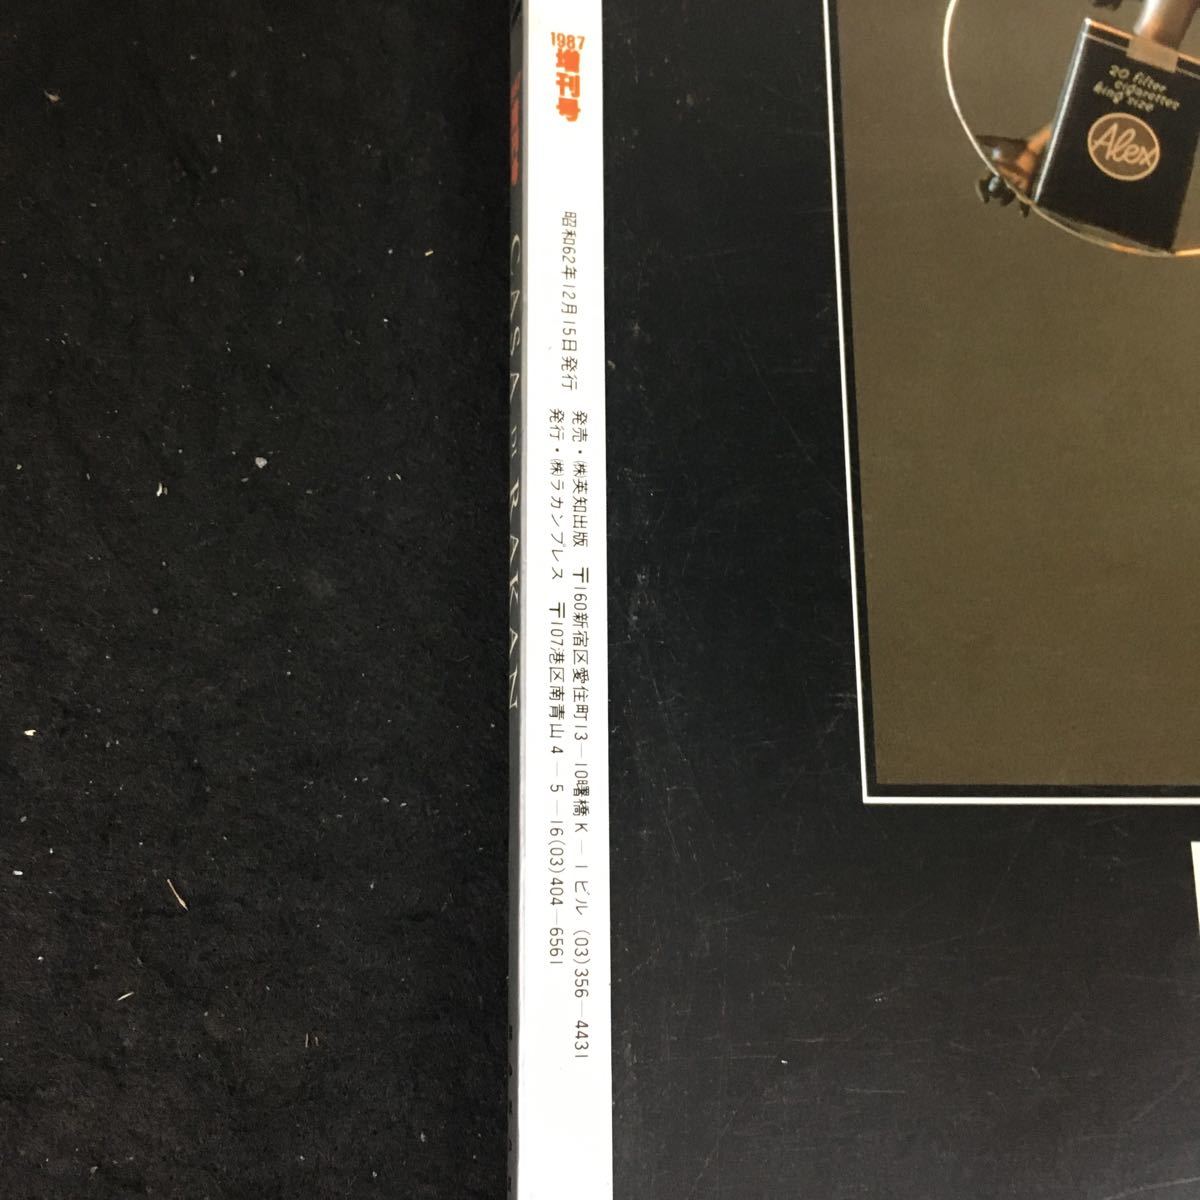 1987
増刊号
昭和62年12月15日発行
発売・㈱英知出版 〒160新宿区愛住町13—10曙橋K—1ビル (03)356—4431
発行・㈱ラカンプレス 〒107港区南青山4—5—16(03)404—6561
20 filter
cigarettes
king size
Alex